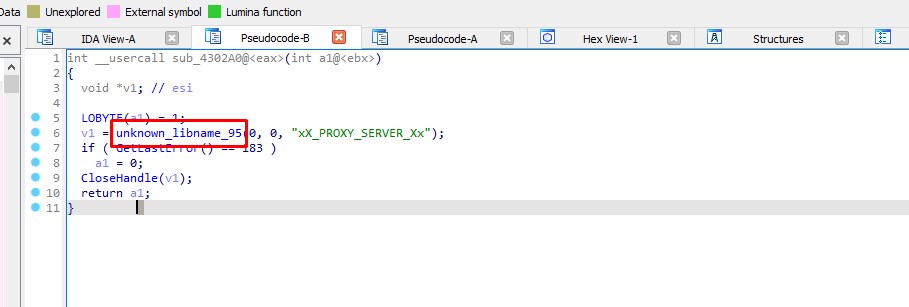 Data Unexplored External symbol Lumina function
IDA View-A Pseudocode-B Pseudocode-A Hex View-1 Structures
1 int __usercall sub_4302A0@<eax>(int a1@<ebx>)
2 {
3 void *v1; // esi
4
5 LOBYTE(a1) = 1;
6 v1 = unknown_libname_95(0, 0, "xX_PROXY_SERVER_Xx");
7 if ( GetLastError() == 183 )
8 a1 = 0;
9 CloseHandle(v1);
10 return a1;
11 }